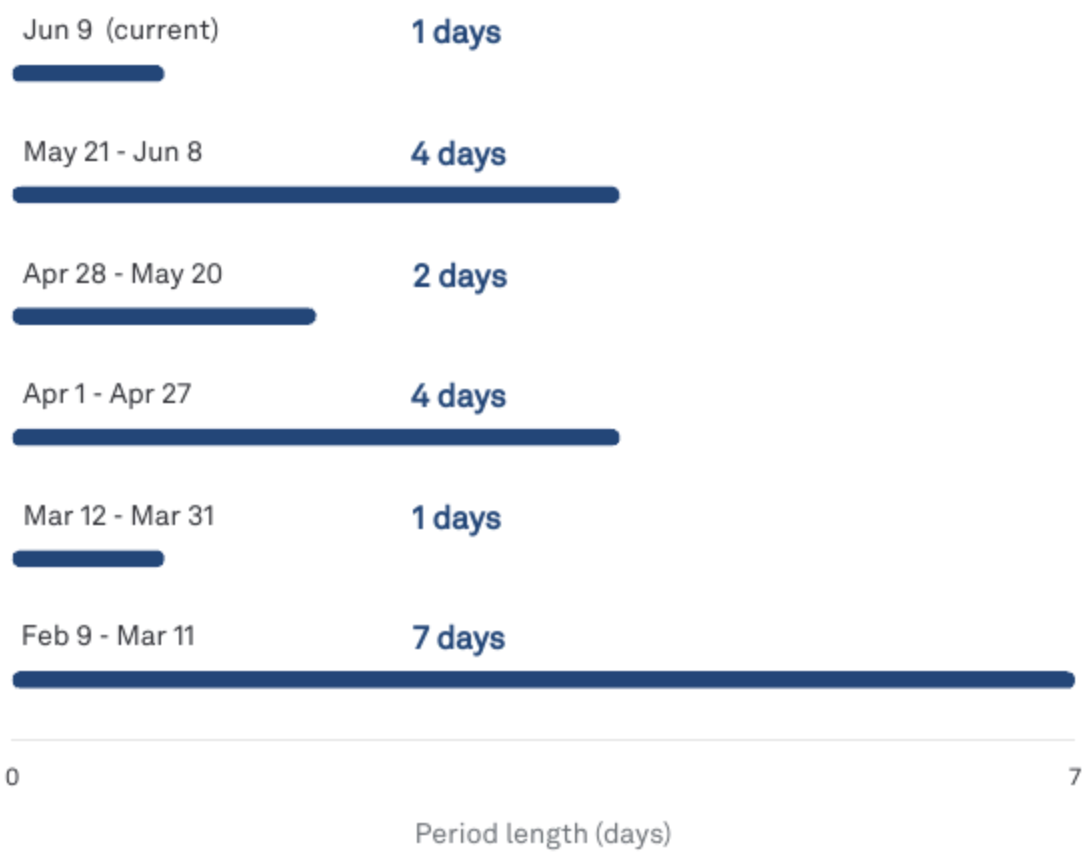 Jun 9 (current) 1 days
May 21 - Jun 8 4 days
Apr 28 - May 20 2 days
Apr 1 - Apr 27 4 days
Mar 12 - Mar 31 1 days
Feb 9 - Mar 11 7 days
0 7
Period length (days)